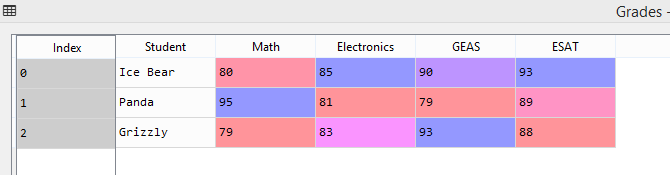 Grades -
Index Student Math Electronics GEAS ESAT
0 Ice Bear 80 85 90 93
1 Panda 95 81 79 89
2 Grizzly 79 83 93 88